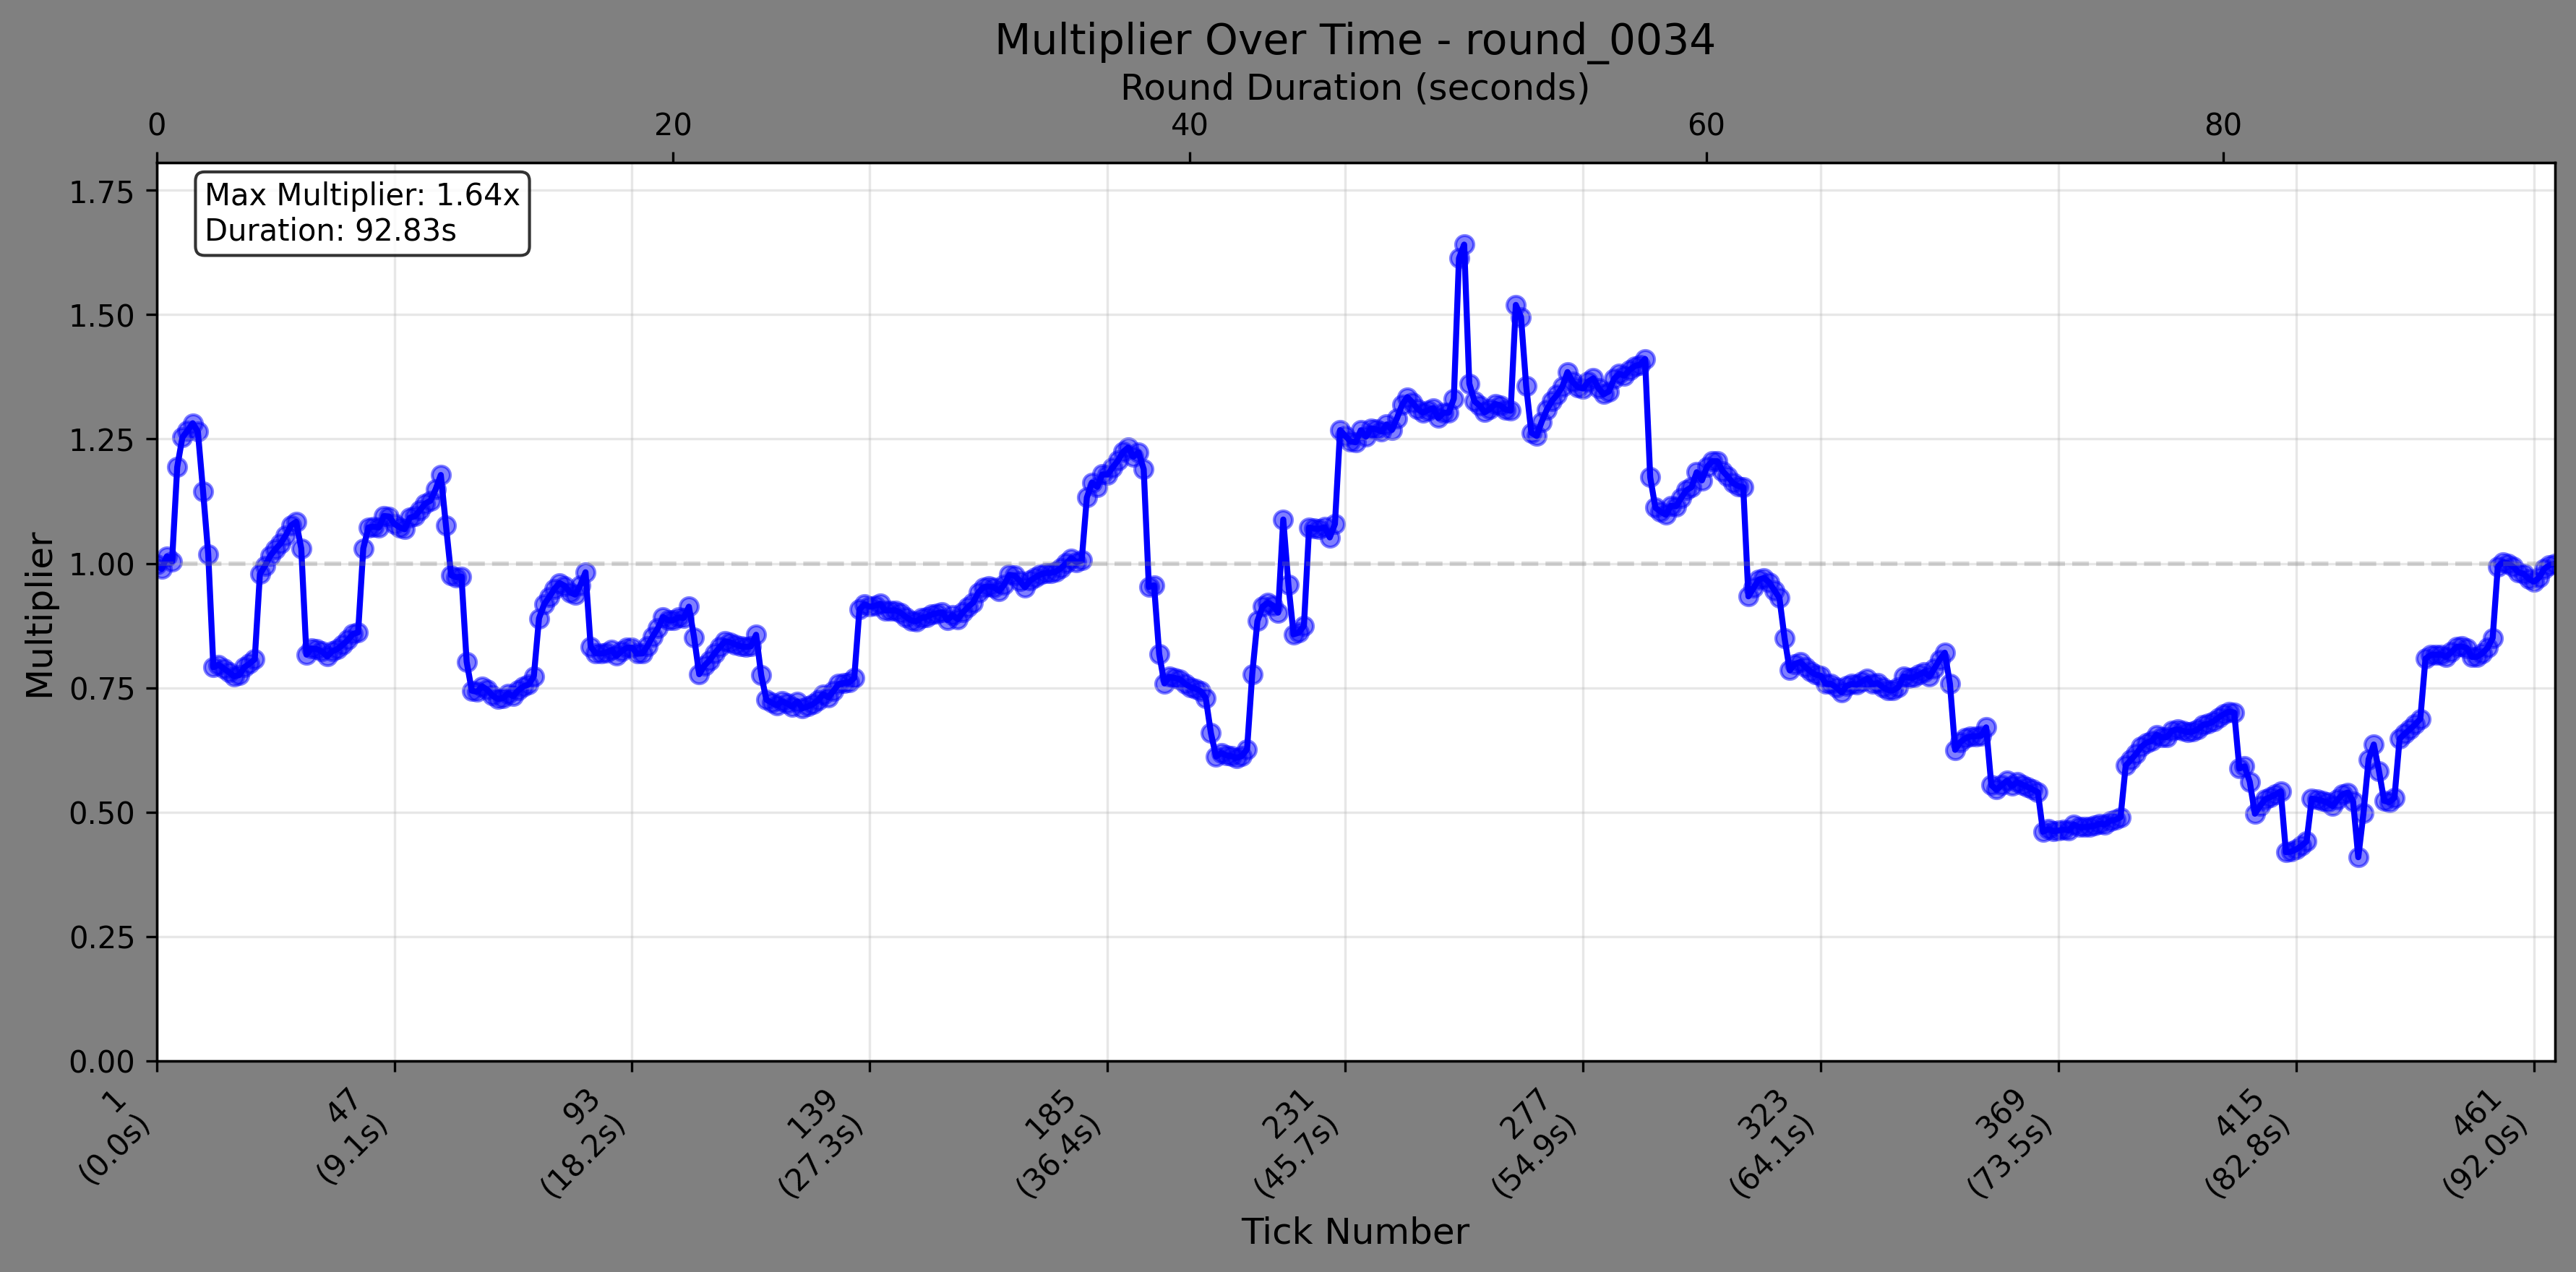 Multiplier Over Time - round_0034
Round Duration (seconds)
0 20 40 60 80
Max Multiplier: 1.64x
Duration: 92.83s
1.75
1.50
1.25
1.00
0.75
0.50
0.25
0.00
Multiplier
1 47 93 139 185 231 277 323 369 415 461
(0.0s) (9.1s) (18.2s) (27.3s) (36.4s) (45.7s) (54.9s) (64.1s) (73.5s) (82.8s) (92.0s)
Tick Number